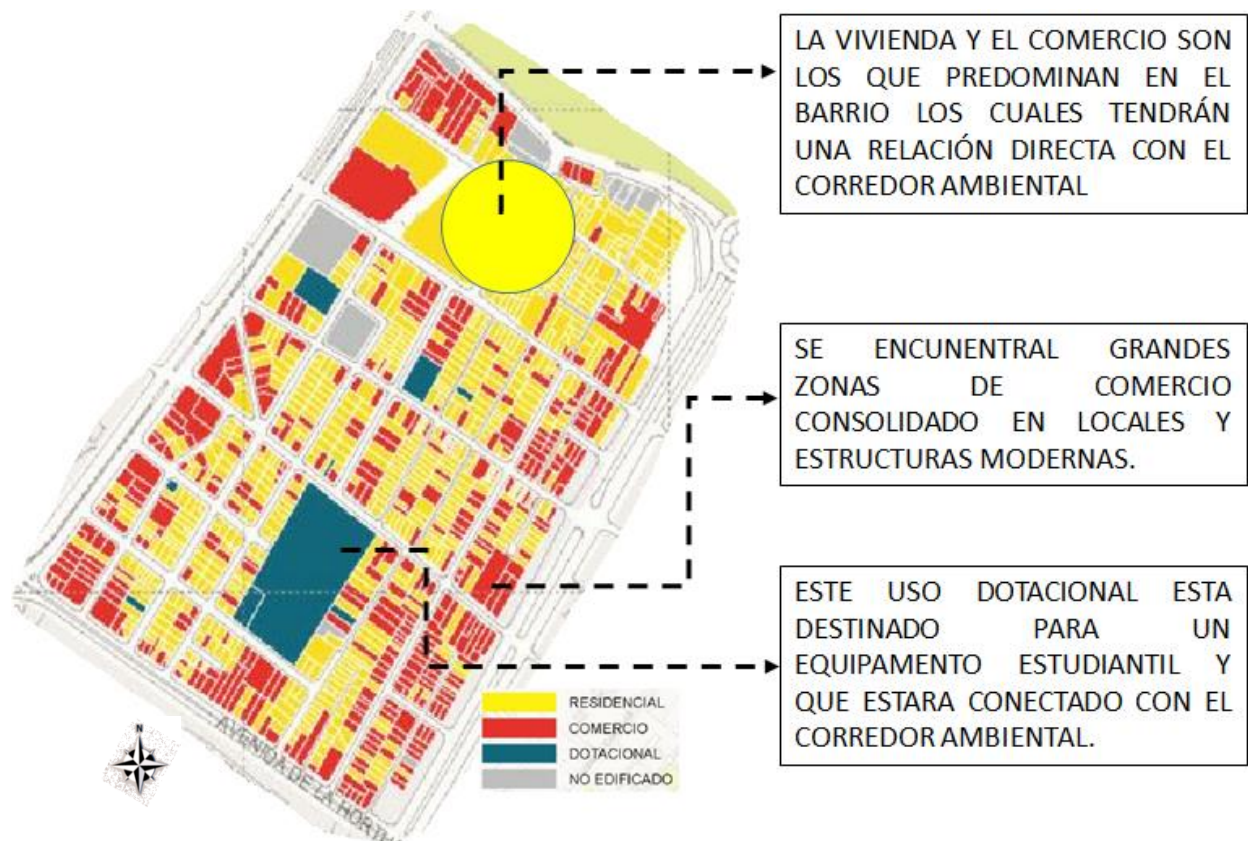 LA VIVIENDA Y EL COMERCIO SON
LOS QUE PREDOMINAN EN EL
BARRIO LOS CUALES TENDRÁN
UNA RELACIÓN DIRECTA CON EL
CORREDOR AMBIENTAL
SE ENCUNENTRAL GRANDES
ZONAS DE COMERCIO
CONSOLIDADO EN LOCALES Y
ESTRUCTURAS MODERNAS.
ESTE USO DOTACIONAL ESTA
DESTINADO PARA UN
EQUIPAMENTO ESTUDIANTIL Y
QUE ESTARA CONECTADO CON EL
CORREDOR AMBIENTAL.
RESIDENCIAL
COMERCIO
DOTACIONAL
NO EDIFICADO
N
AVENIDA DE LA HORT